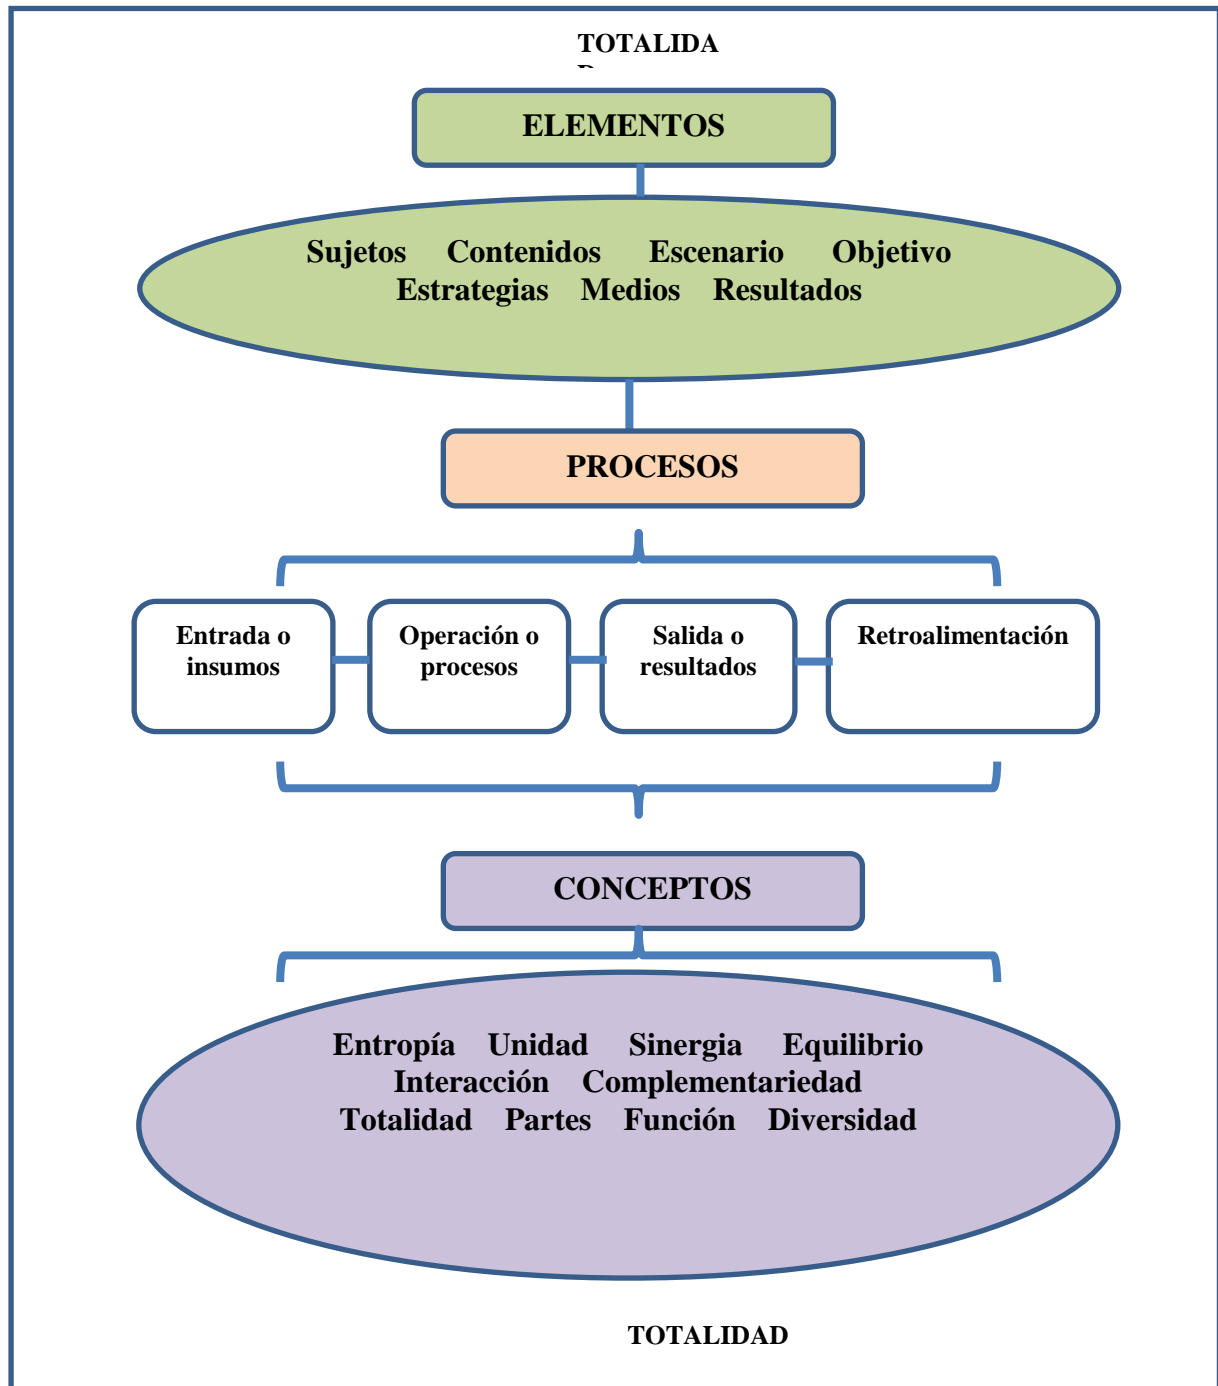 TOTALIDA
D
ELEMENTOS
Sujetos Contenidos Escenario Objetivo
Estrategias Medios Resultados
PROCESOS
Entrada o
insumos
Operación o
procesos
Salida o
resultados
Retroalimentación
CONCEPTOS
Entropía Unidad Sinergia Equilibrio
Interacción Complementariedad
Totalidad Partes Función Diversidad
TOTALIDAD